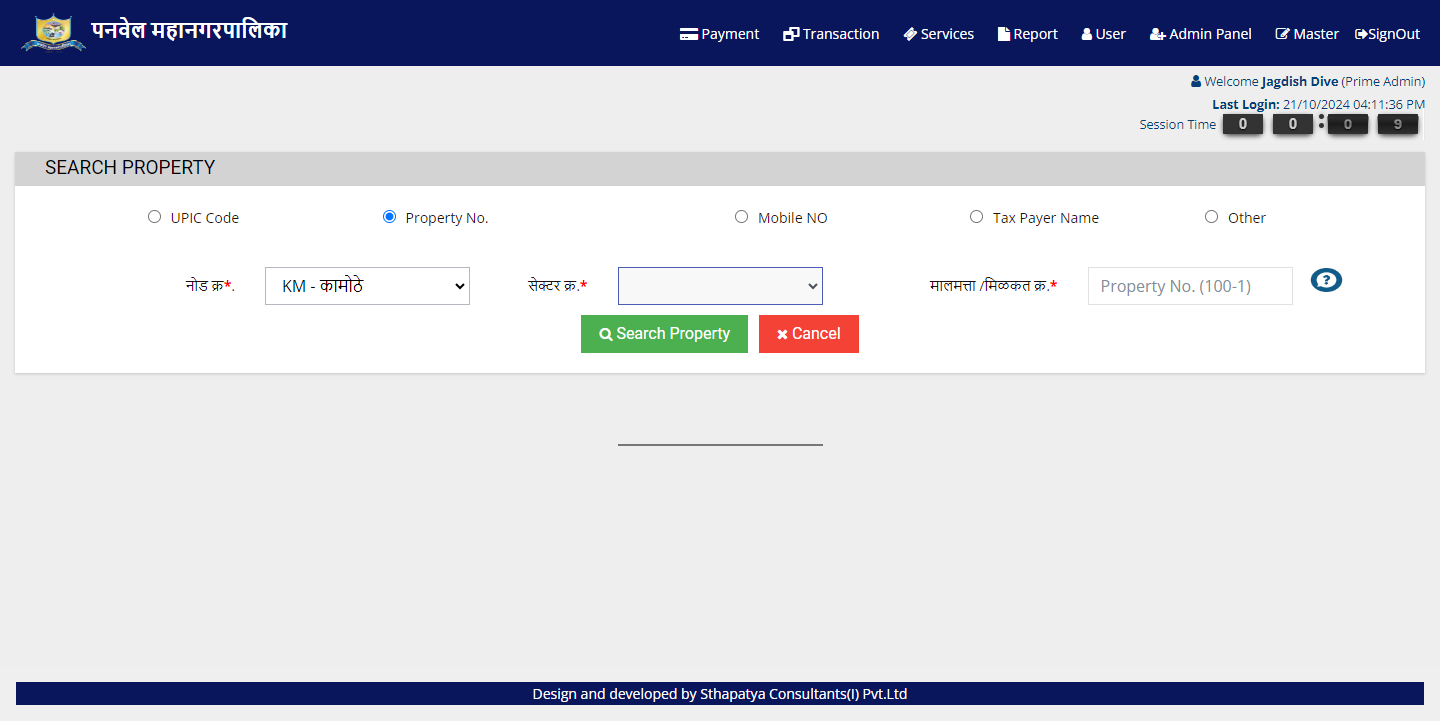 पनवेल महानगरपालिका
Payment Transaction Services Report User Admin Panel Master SignOut
Welcome Jagdish Dive (Prime Admin)
Last Login: 21/10/2024 04:11:36 PM
Session Time 0 0 : 0 9
SEARCH PROPERTY
UPIC Code Property No. Mobile NO Tax Payer Name Other
नोड क्र*. KM - कामोठे सेक्टर क्र.* मालमत्ता /मिळकत क्र.* Property No. (100-1) ?
Search Property Cancel
Design and developed by Sthapatya Consultants(I) Pvt.Ltd